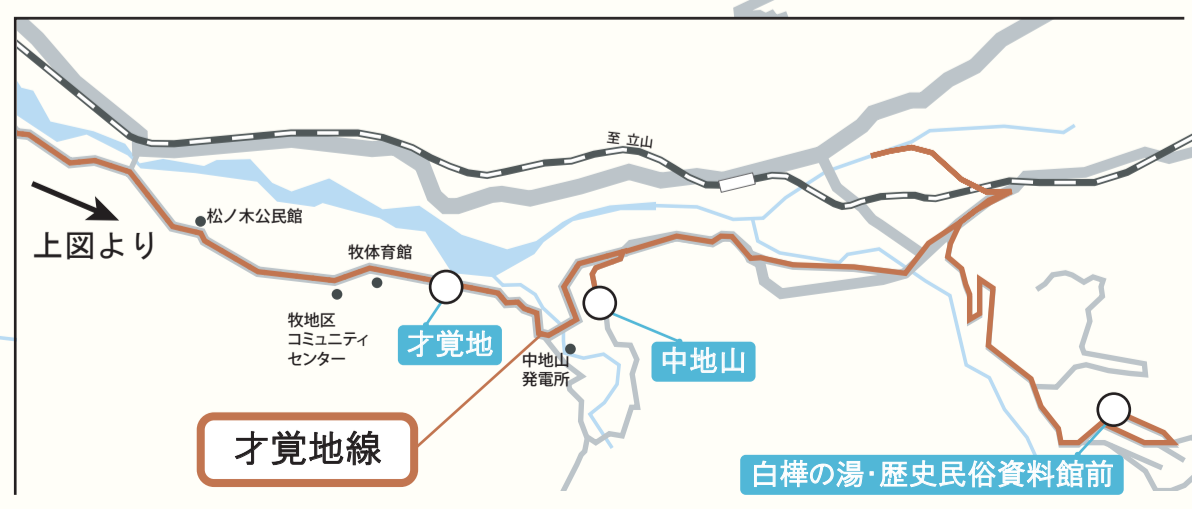 至 立山
松ノ木公民館
上図より
牧体育館
牧地区
コミュニティ
センター
才覚地
中地山
発電所
中地山
才覚地線
白樺の湯・歴史民俗資料館前